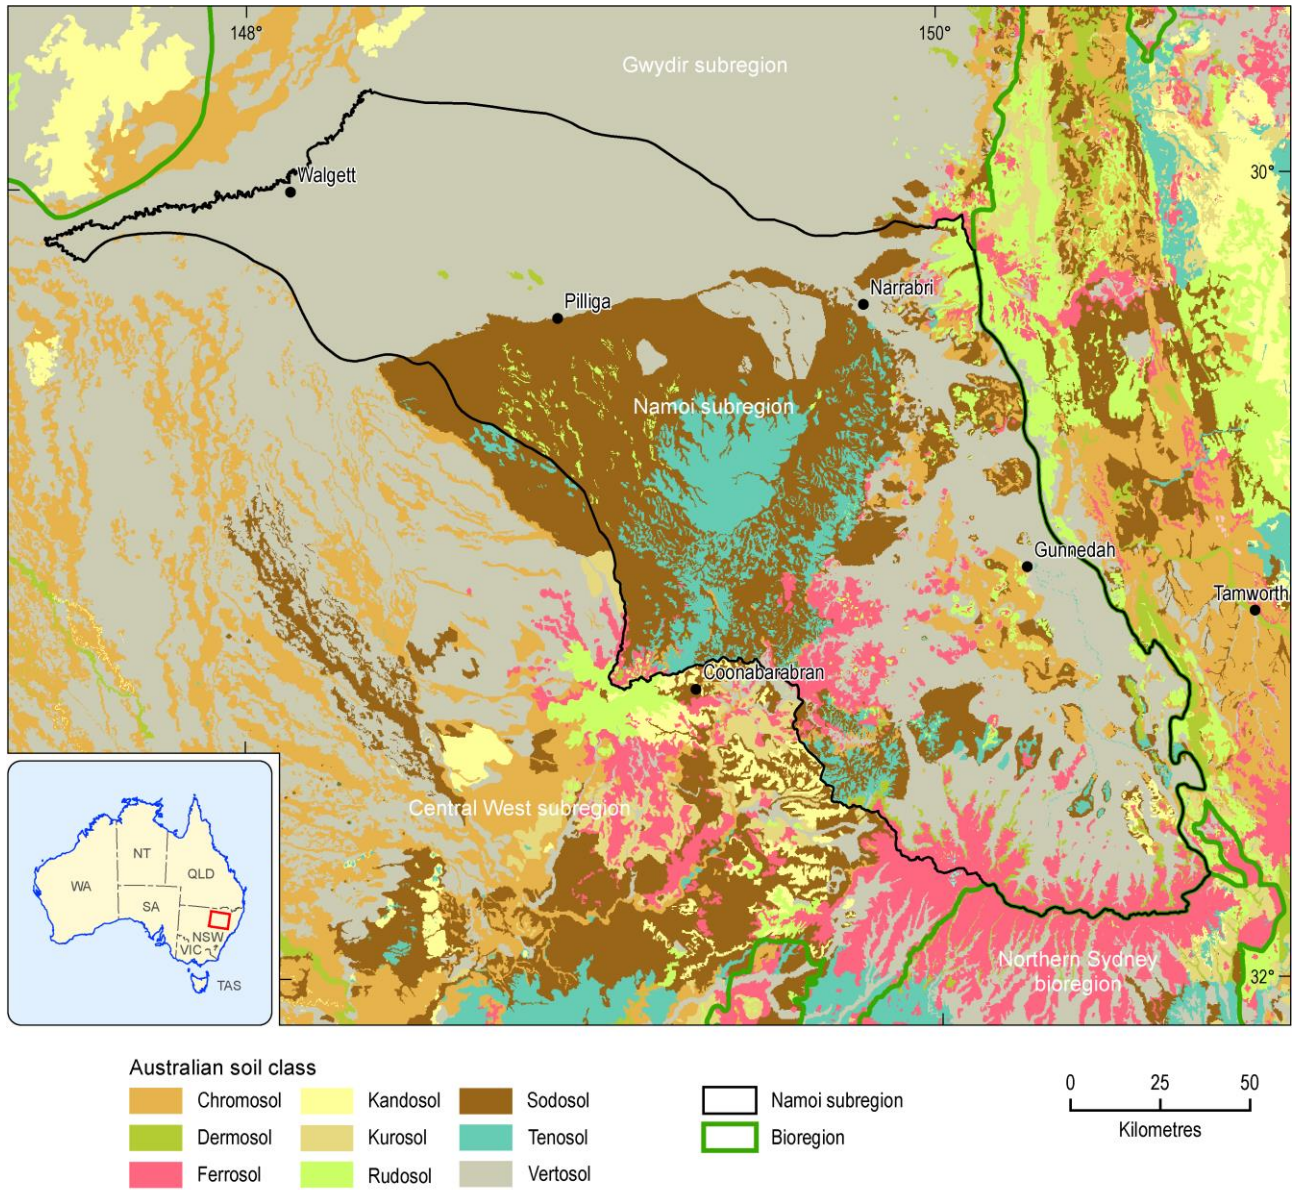 148°
150°
Gwydir subregion
30°
Walgett
Narrabri
Pilliga
Namoi subregion
Gunnedah
Tamworth
Coonabarabran
Central West subregion
Northern Sydney
bioregion
32°
NT
QLD
WA
SA
NSW
VIC
TAS
Australian soil class
Chromosol
Kandosol
Sodosol
Namoi subregion
Dermosol
Kurosol
Tenosol
Bioregion
Ferrosol
Rudosol
Vertosol
0 25 50
Kilometres